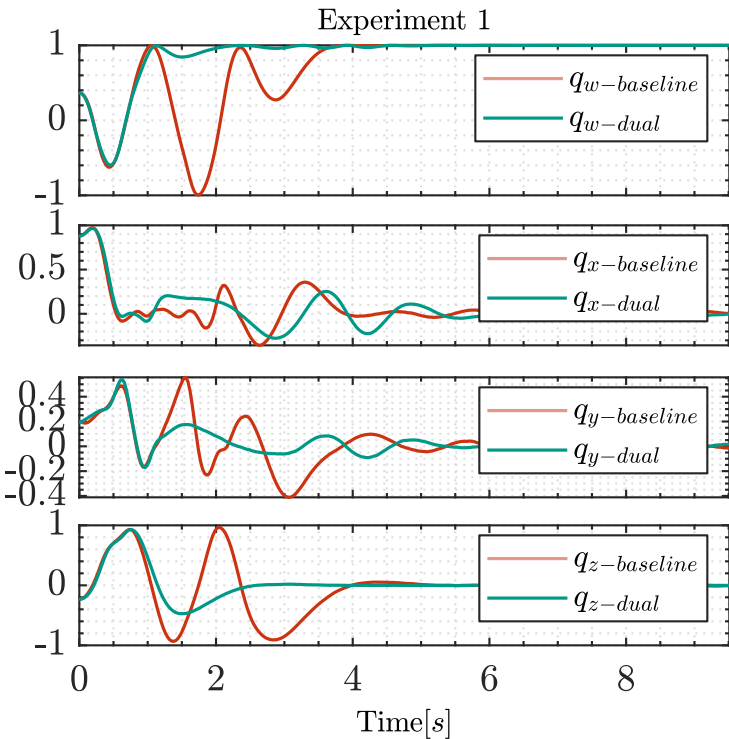 Experiment 1
1
0
-1
q_{w-baseline}
q_{w-dual}
1
0.5
0
q_{x-baseline}
q_{x-dual}
0.4
0.2
0
-0.2
-0.4
q_{y-baseline}
q_{y-dual}
1
0
-1
q_{z-baseline}
q_{z-dual}
0 2 4 6 8
Time[s]